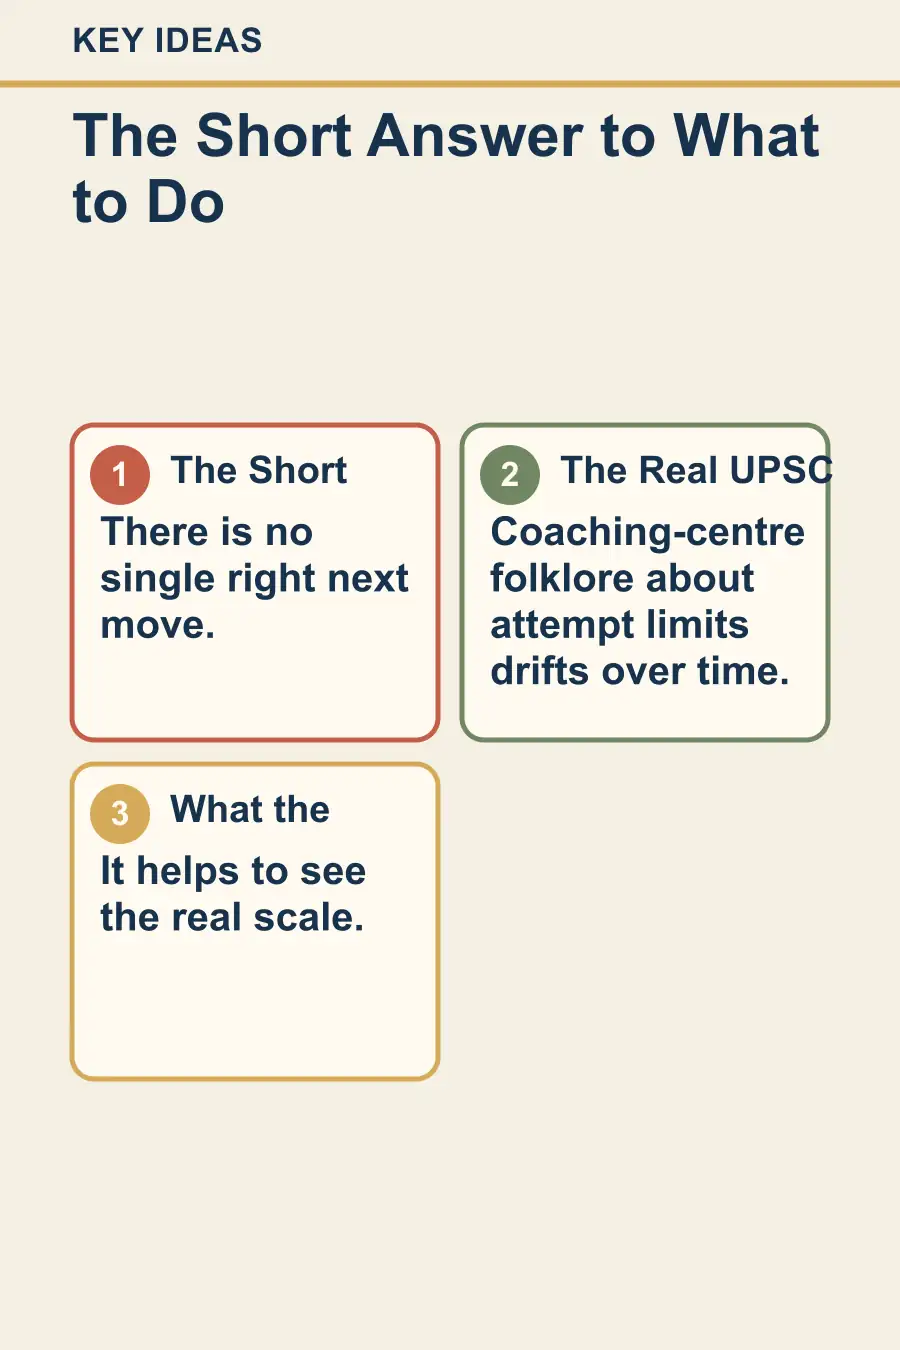 KEY IDEAS
The Short Answer to What
to Do
1
The Short
There is no
single right next
move.
2
The Real UPSC
Coaching-centre
folklore about
attempt limits
drifts over time.
3
What the
It helps to see
the real scale.